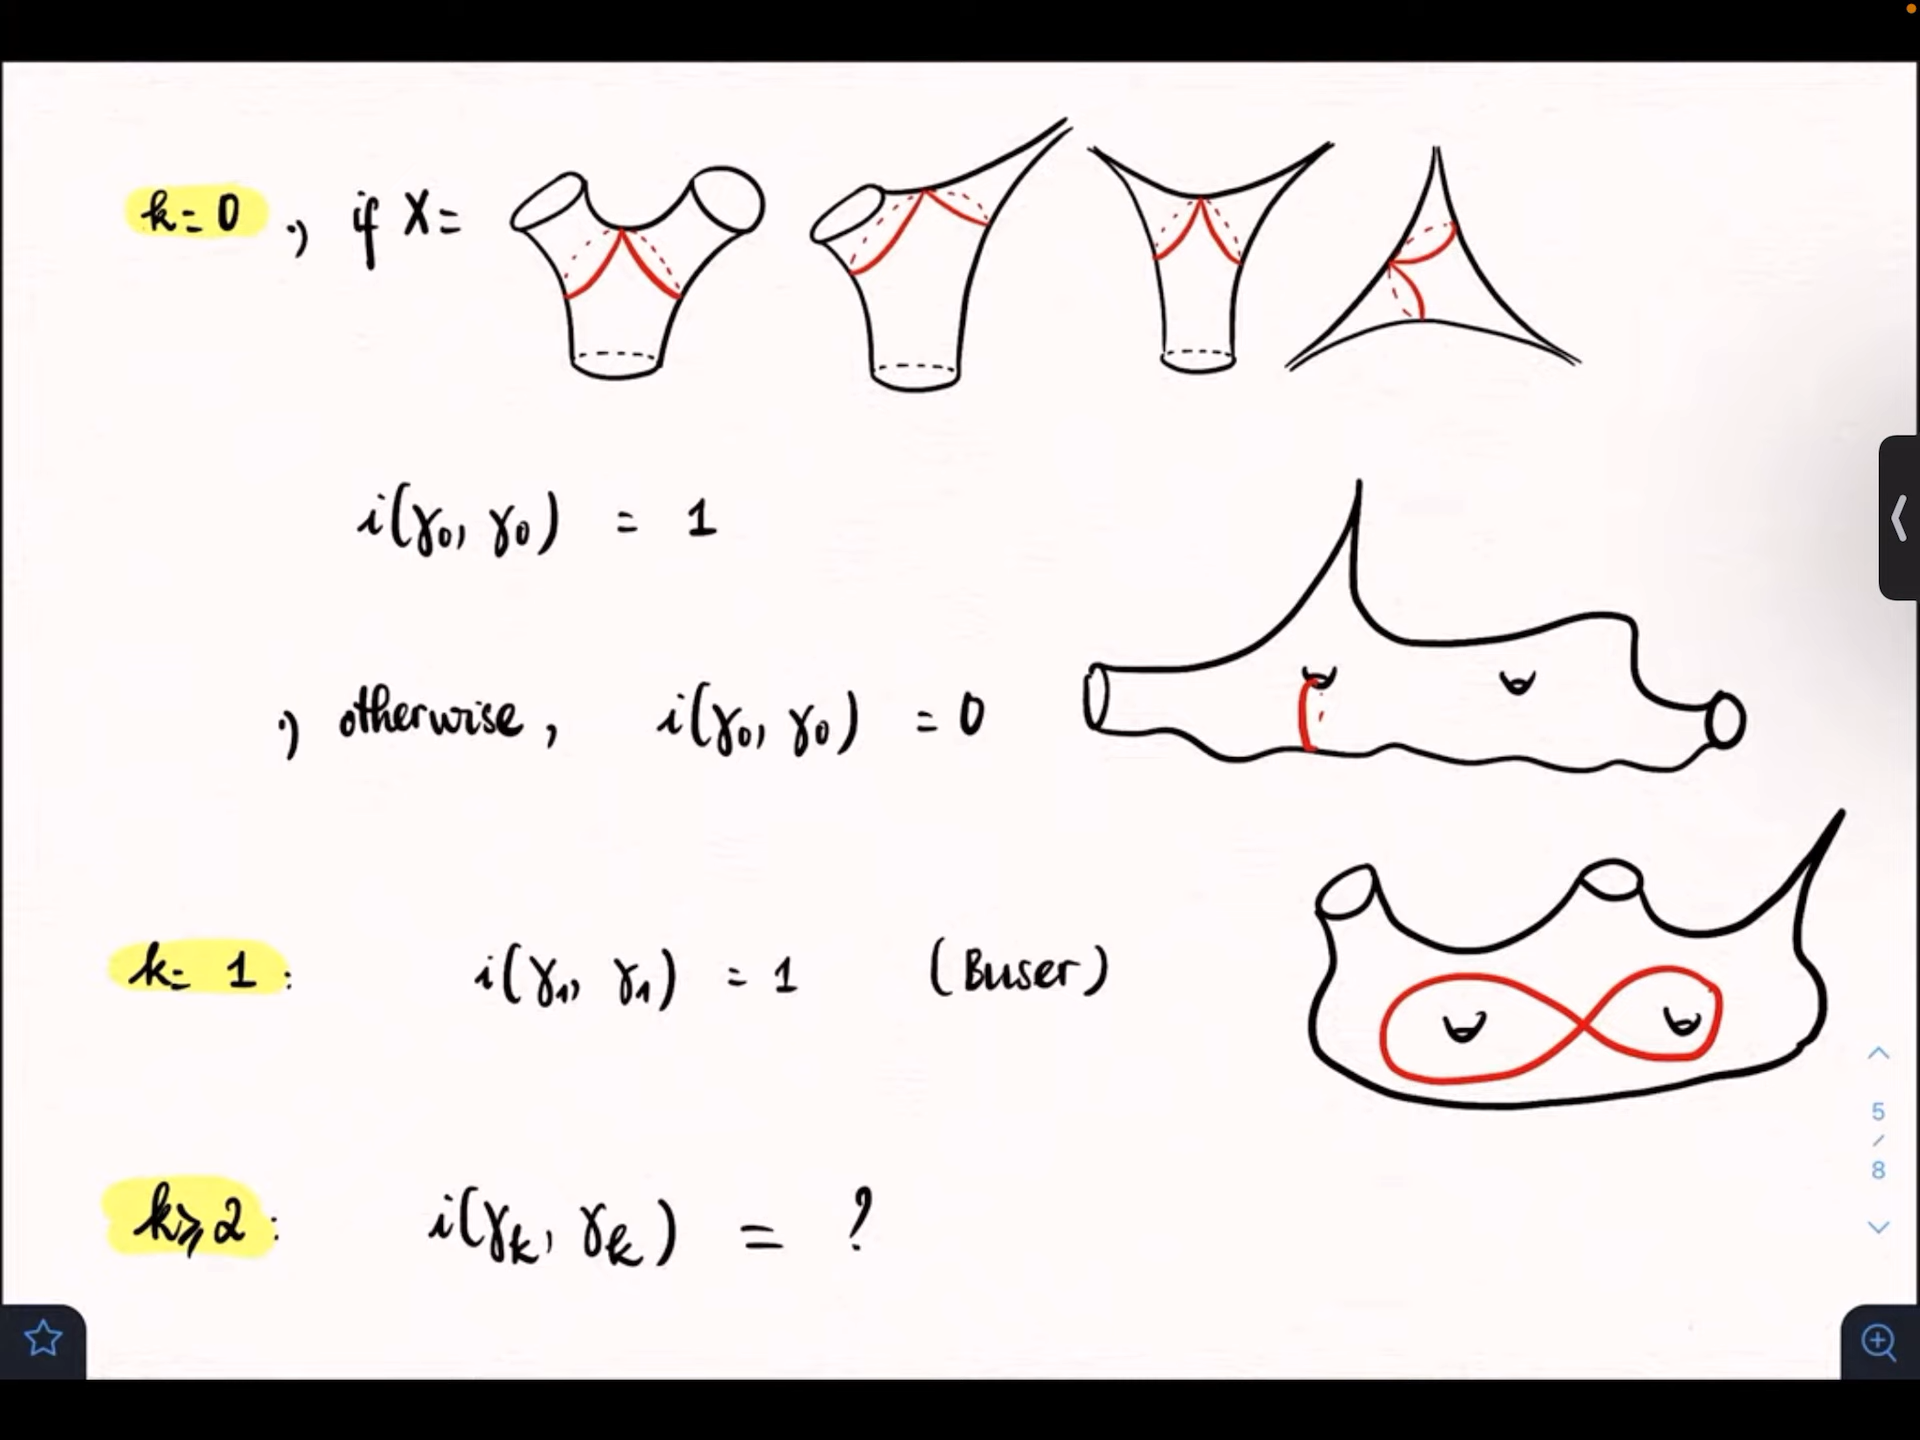 k=0 ·) if X=
i(γ₀, γ₀) = 1
·) otherwise, i(γ₀, γ₀) = 0
k= 1 : i(γ₁, γ₁) = 1 (Buser)
k⩾2 : i(γₖ, γₖ) = ?
5
/
8